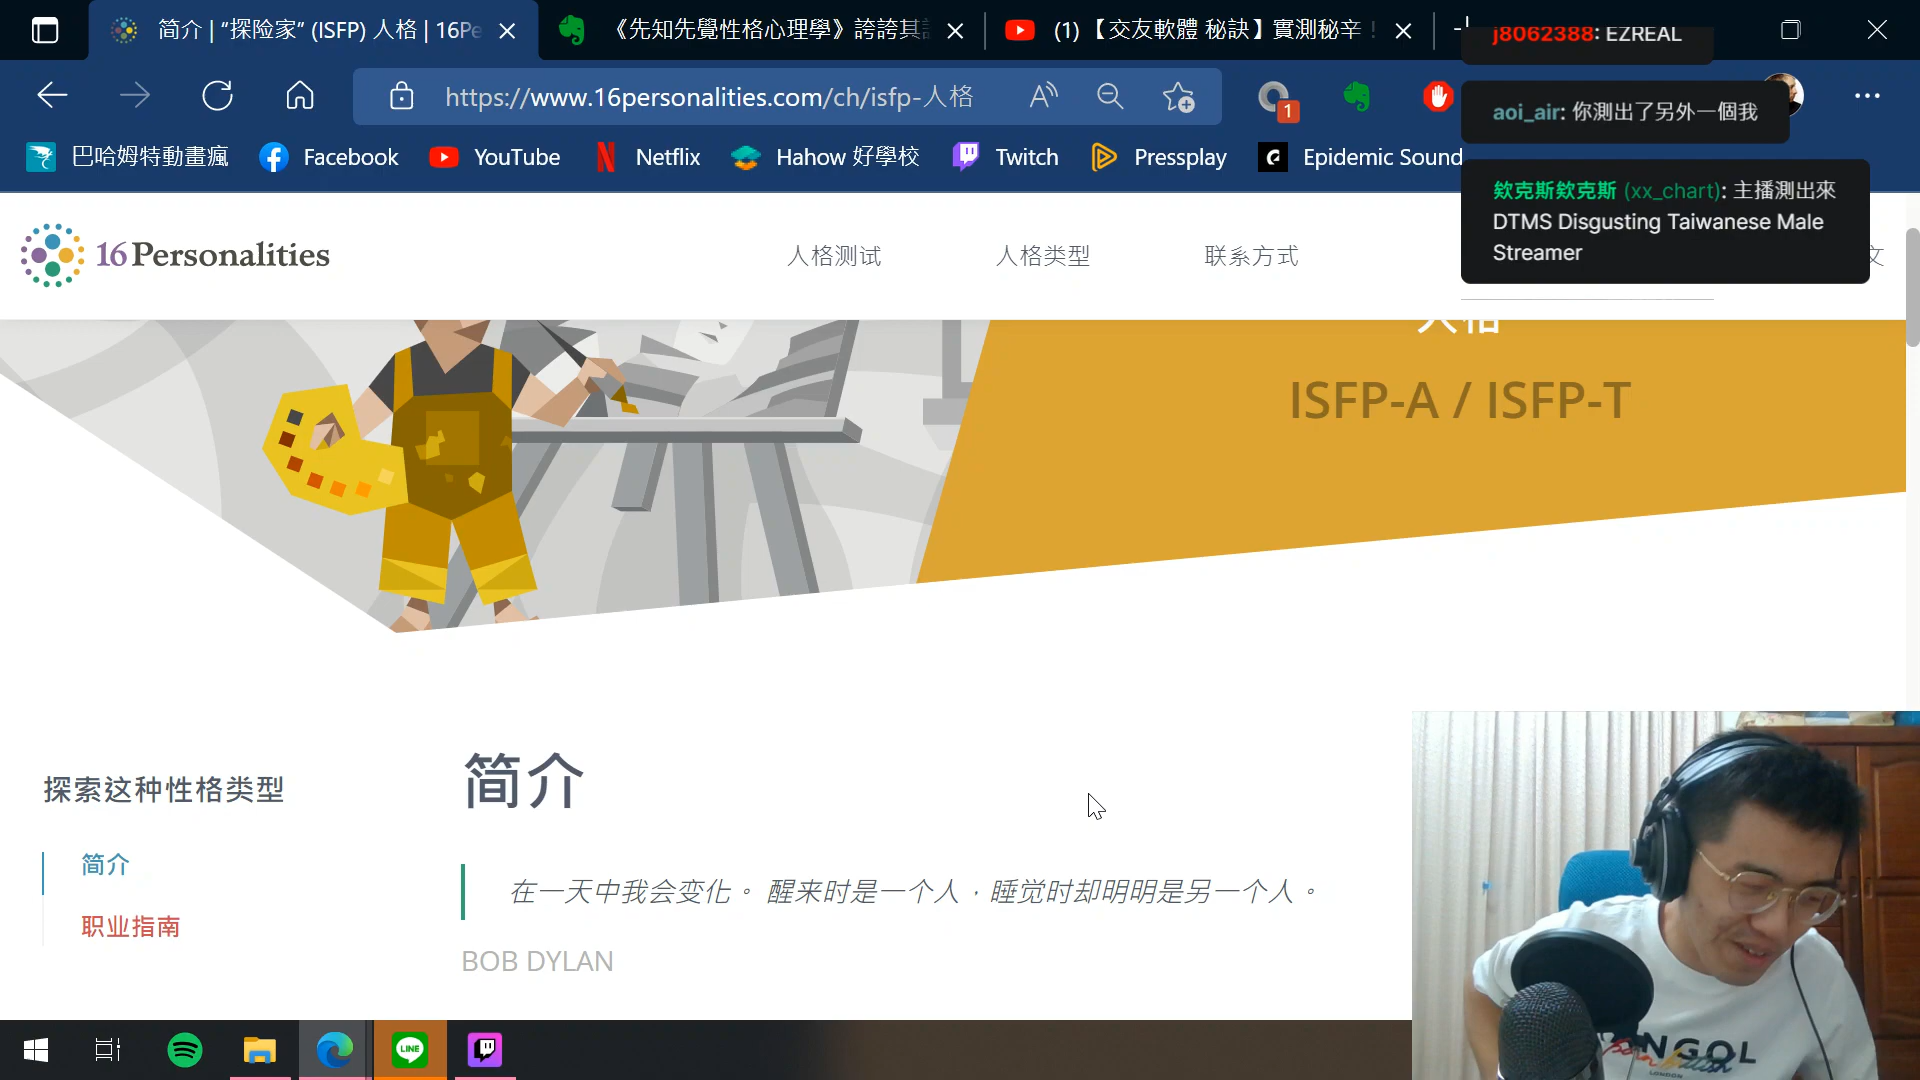 简介 | “探险家” (ISFP) 人格 | 16Pe
《先知先覺性格心理學》誇誇其
(1) 【交友軟體 秘訣】實測秘辛！
j8062388: EZREAL
https://www.16personalities.com/ch/isfp-人格
1
aoi_air: 你測出了另外一個我
巴哈姆特動畫瘋
Facebook
YouTube
Netflix
Hahow 好學校
Twitch
Pressplay
Epidemic Sound
欸克斯欸克斯 (xx_chart): 主播測出來
DTMS Disgusting Taiwanese Male
Streamer
16Personalities
人格测试
人格类型
联系方式
文
人格
ISFP-A / ISFP-T
简介
探索这种性格类型
简介
职业指南
在一天中我会变化。 醒来时是一个人，睡觉时却明明是另一个人。
BOB DYLAN
LINE
NGOL
LONDON